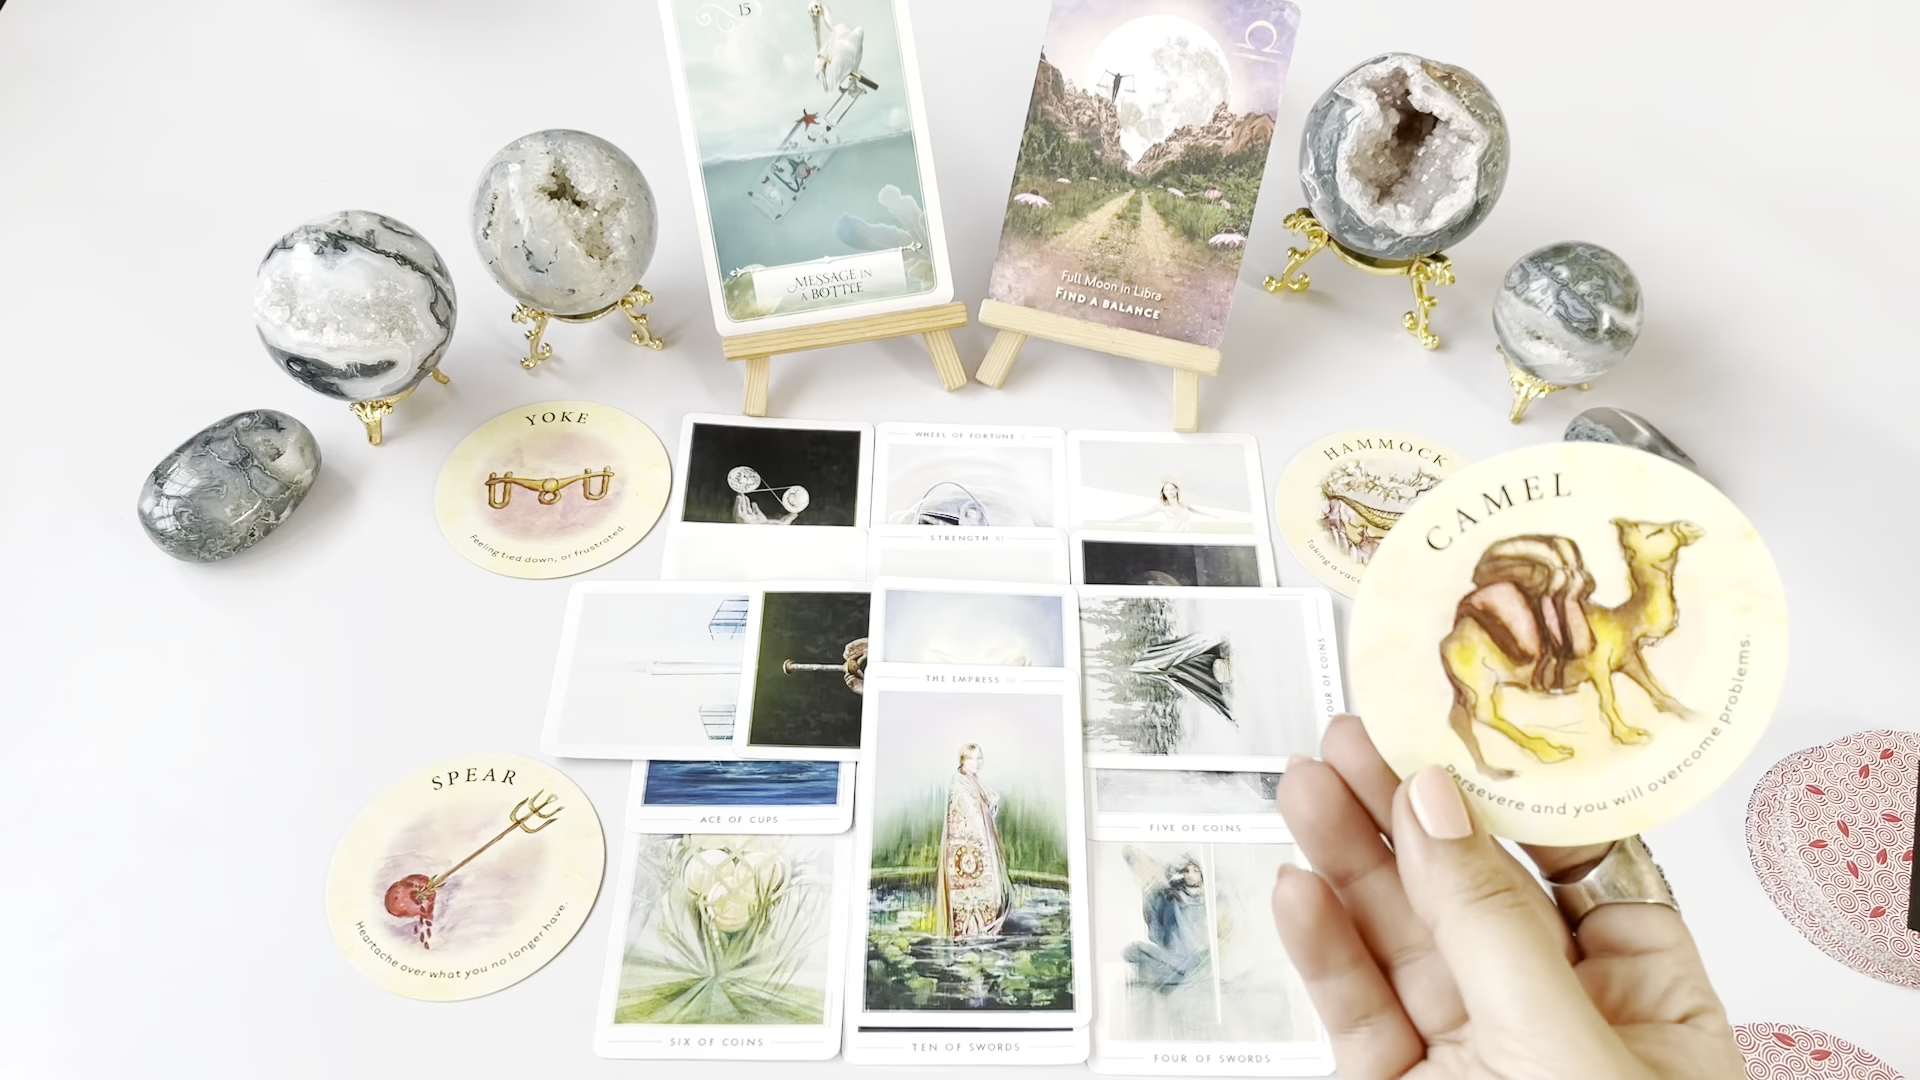 15
MESSAGE IN
A BOTTLE
Full Moon in Libra
FIND A BALANCE
YOKE
Feeling tied down, or frustrated.
WHEEL OF FORTUNE X
HAMMOCK
Taking a
CAMEL
Persevere and you will overcome problems.
STRENGTH XI
FOUR OF COINS
THE EMPRESS III
SPEAR
Heartache over what you no longer have.
ACE OF CUPS
FIVE OF COINS
SIX OF COINS
TEN OF SWORDS
FOUR OF SWORDS